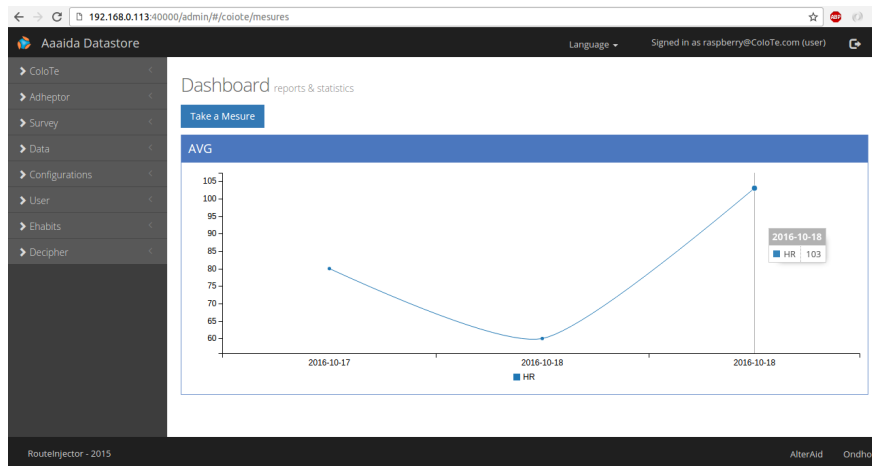 192.168.0.113:40000/admin/#/coiote/mesures
ABP
Aaaida Datastore
Language
Signed in as raspberry@ColoTe.com (user)
ColoTe
Adheptor
Survey
Data
Configurations
User
Ehabits
Decipher
Dashboard reports & statistics
Take a Mesure
AVG
105
100
95
90
85
80
75
70
65
60
2016-10-18
HR 103
2016-10-17
2016-10-18
2016-10-18
HR
RouteInjector - 2015
AlterAid
Ondho